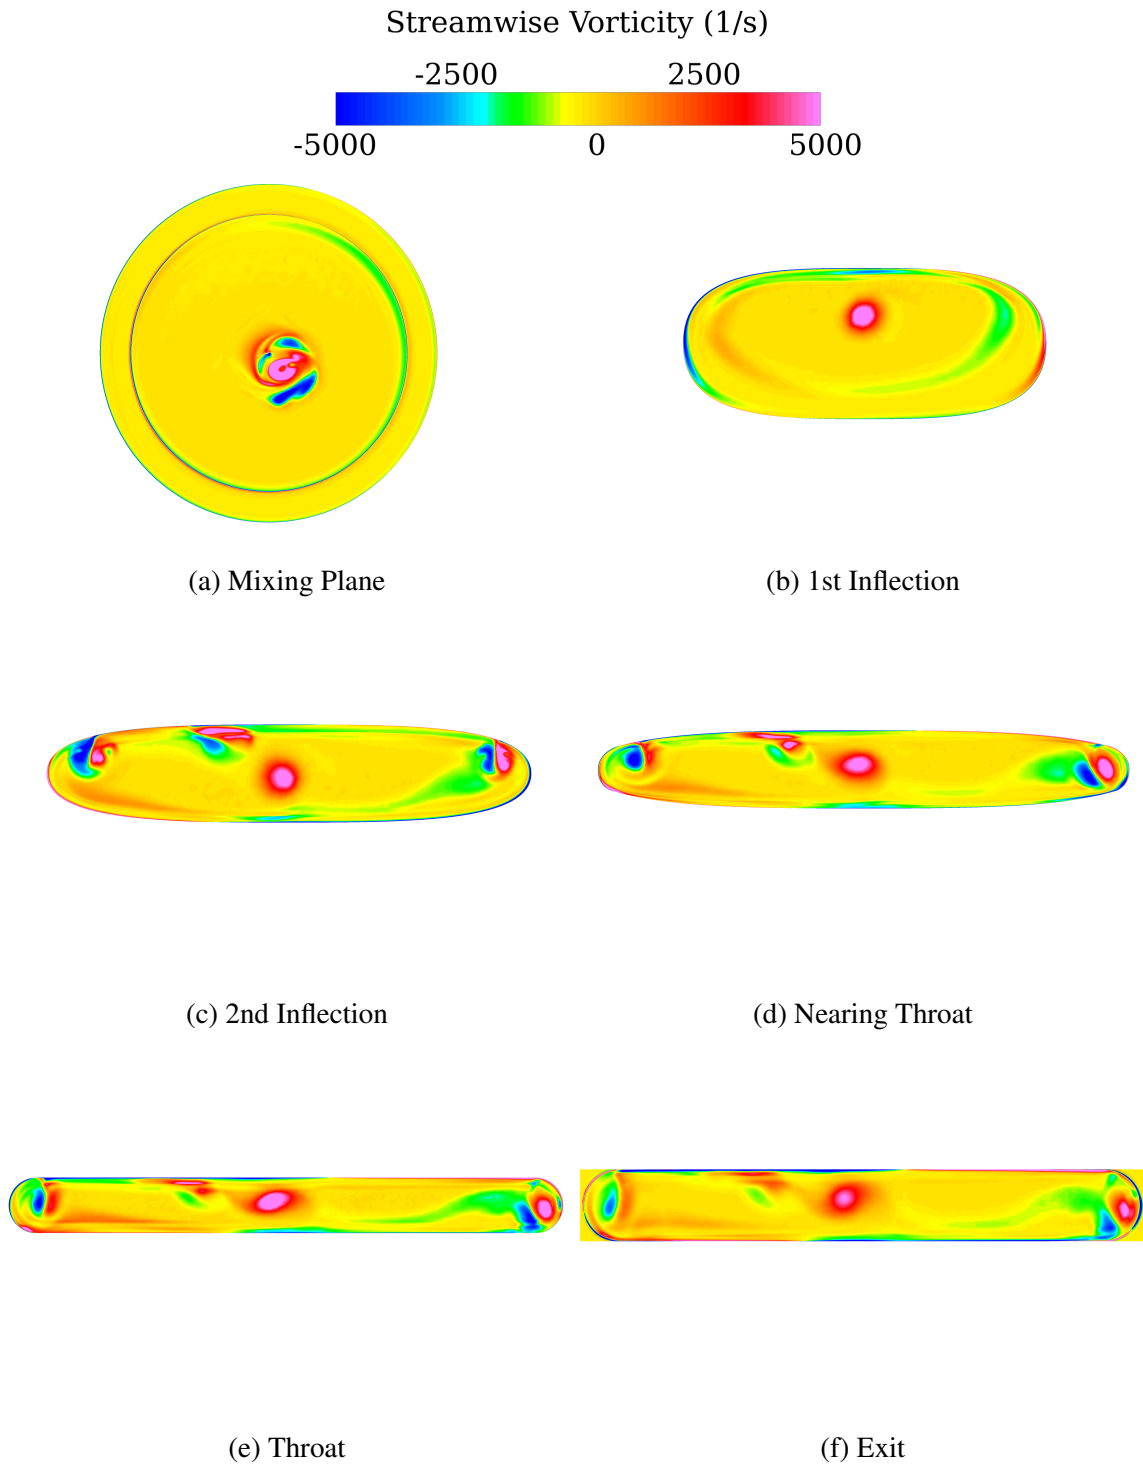 Streamwise Vorticity (1/s)
-2500 2500
-5000 0 5000
(a) Mixing Plane
(b) 1st Inflection
(c) 2nd Inflection
(d) Nearing Throat
(e) Throat
(f) Exit